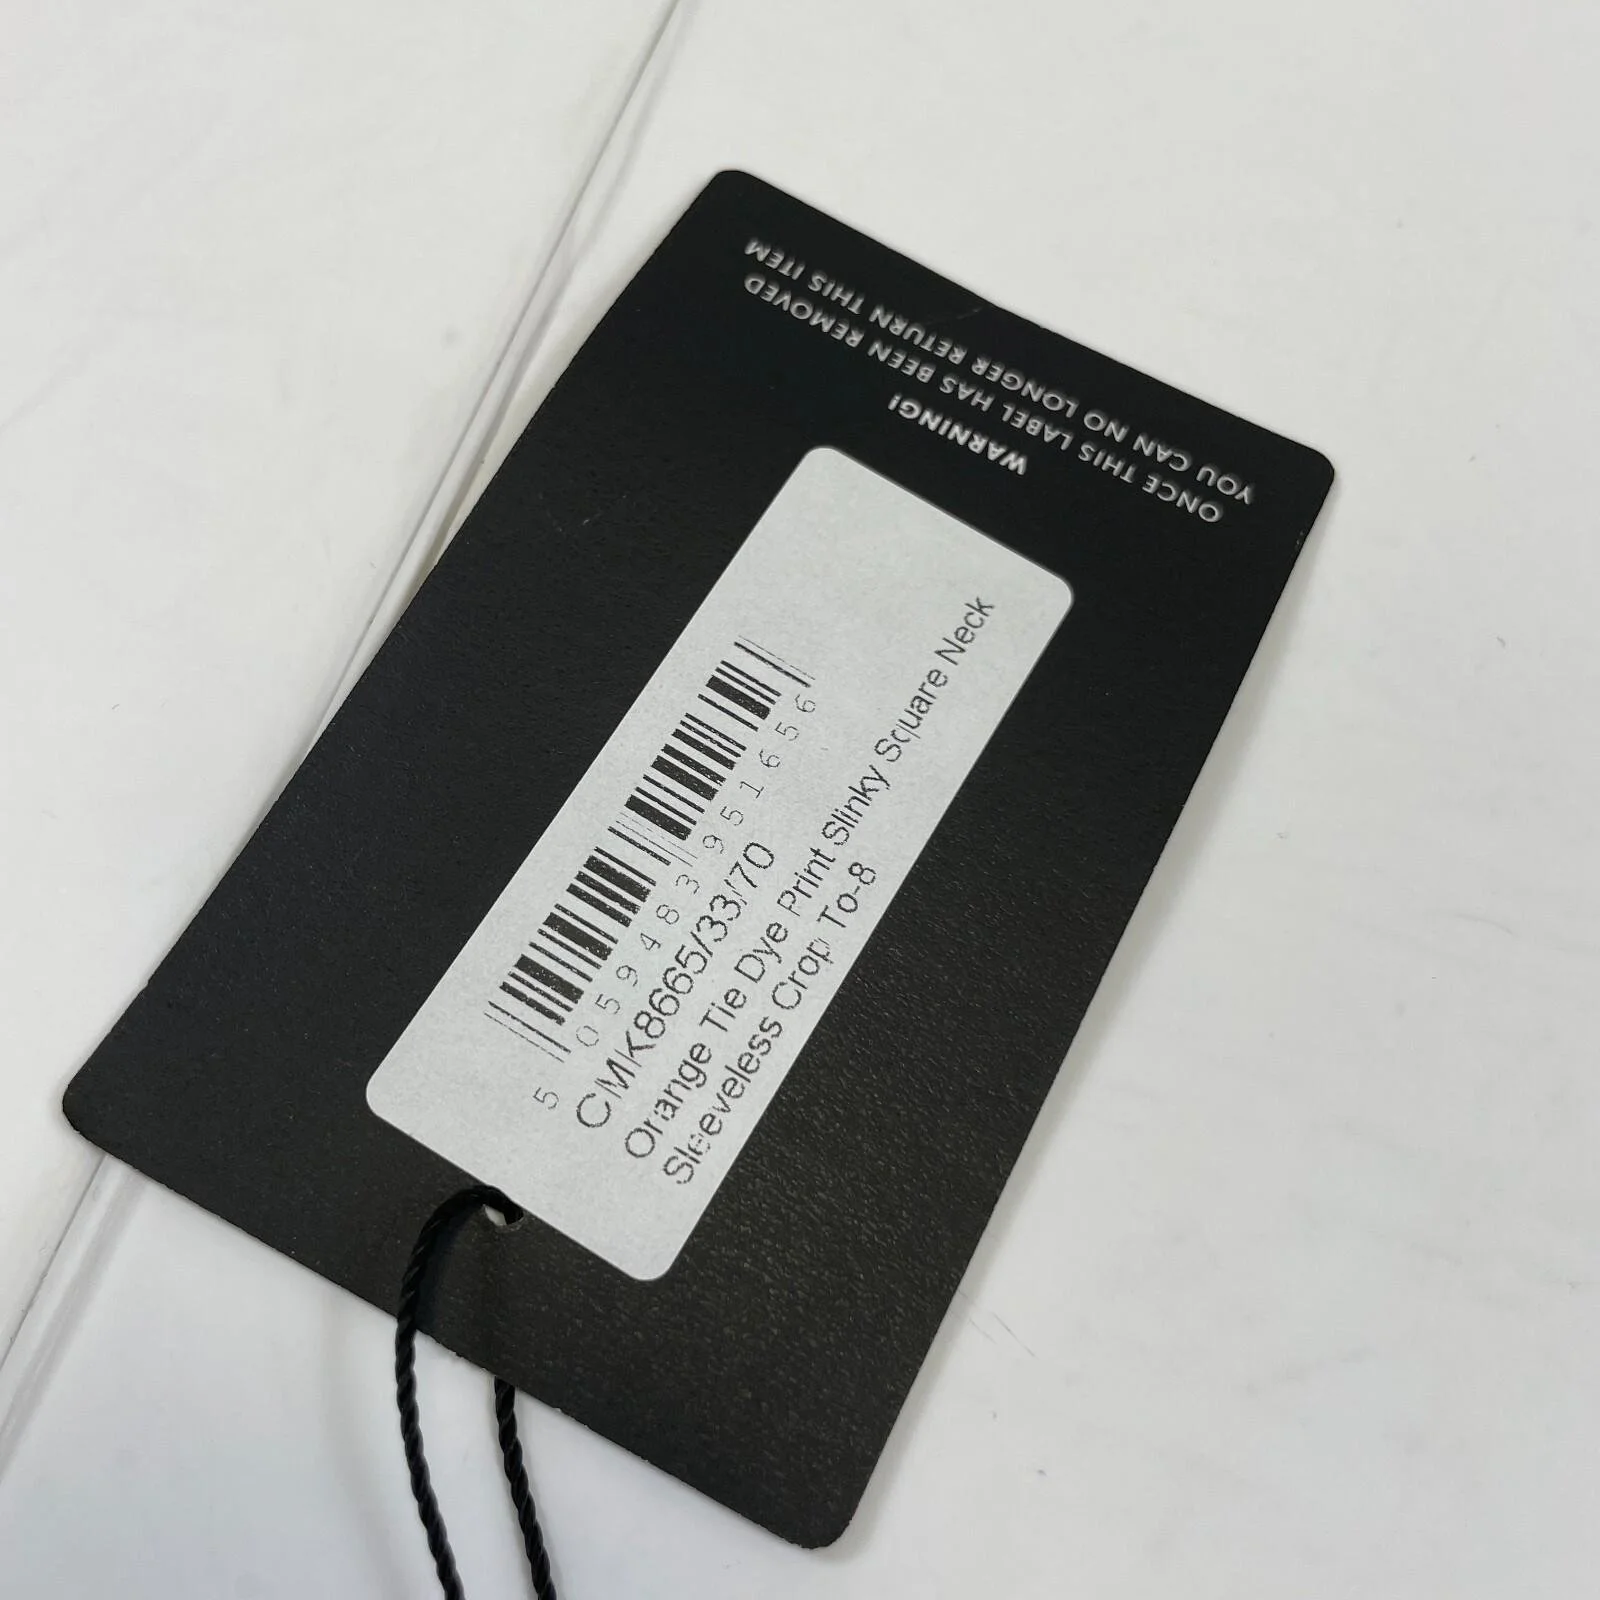 WARNING!
ONCE THIS LABEL HAS BEEN REMOVED
YOU CAN NO LONGER RETURN THIS ITEM
5 059483 951656
CMK8665/33/70
Orange Tie Dye Print Slinky Square Neck
Sleeveless Crop To-8